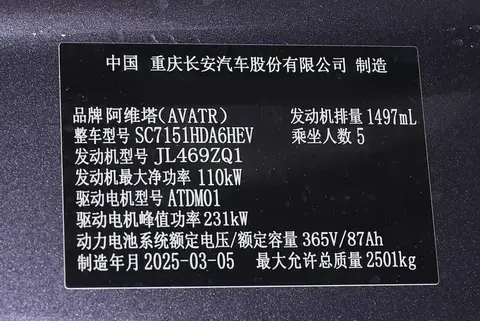 中国 重庆长安汽车股份有限公司 制造
品牌 阿维塔(AVATR) 发动机排量 1497mL
整车型号 SC7151HDA6HEV 乘坐人数 5
发动机型号 JL469ZQ1
发动机最大净功率 110kW
驱动电机型号 ATDM01
驱动电机峰值功率 231kW
动力电池系统额定电压/额定容量 365V/87Ah
制造年月 2025-03-05 最大允许总质量 2501kg